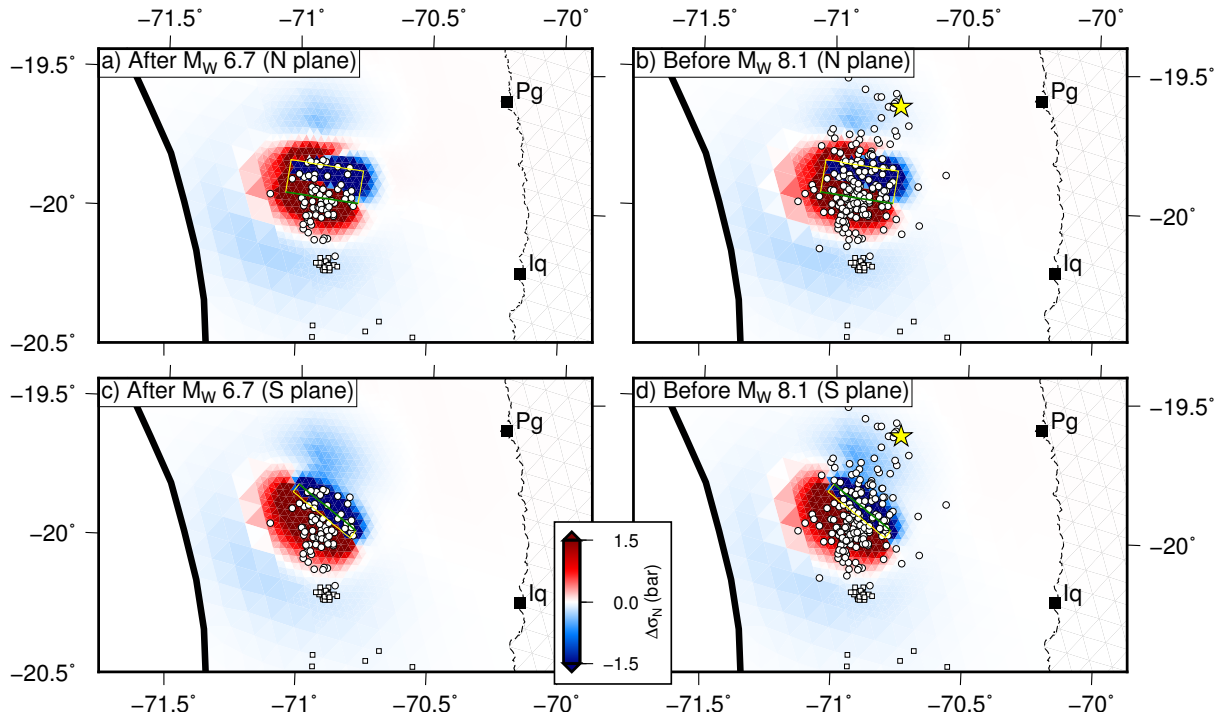 −71.5˚ −71˚ −70.5˚ −70˚ −71.5˚ −71˚ −70.5˚ −70˚
−19.5˚ a) After MW 6.7 (N plane) Pg b) Before MW 8.1 (N plane) Pg −19.5˚
−20˚ −20˚
Iq Iq
−20.5˚
c) After MW 6.7 (S plane) Pg d) Before MW 8.1 (S plane) Pg
−19.5˚ −19.5˚
−20˚ −20˚
1.5
0.0
−1.5
ΔσN (bar)
Iq Iq
−20.5˚
−71.5˚ −71˚ −70.5˚ −70˚ −71.5˚ −71˚ −70.5˚ −70˚